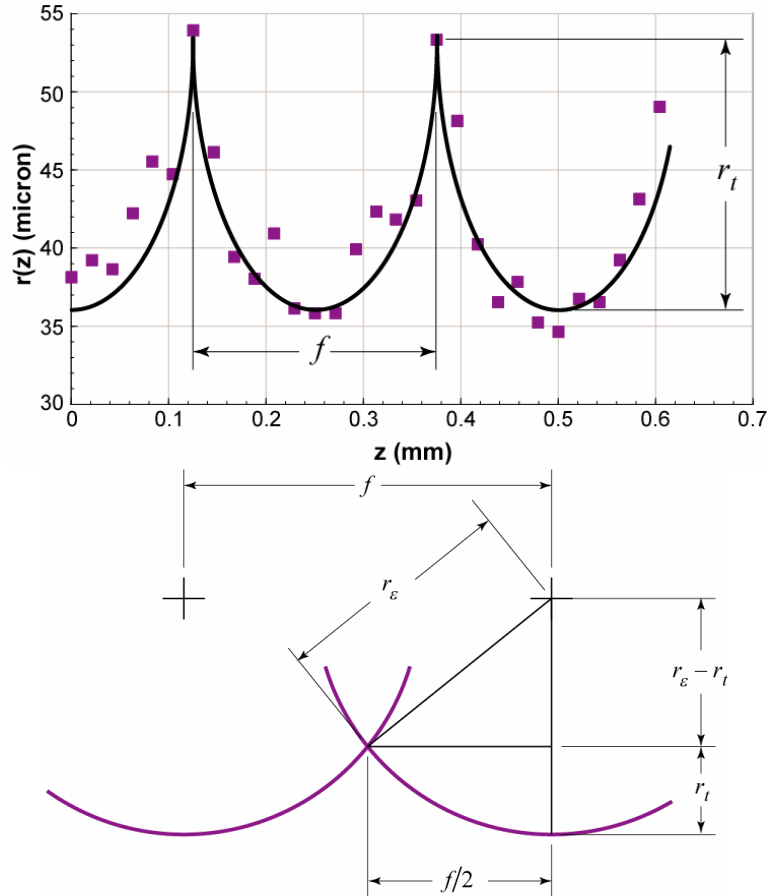 55
50
45
40
35
30
r(z) (micron)
r_t
f
0 0.1 0.2 0.3 0.4 0.5 0.6 0.7
z (mm)
f
r_ε
r_ε − r_t
r_t
f/2